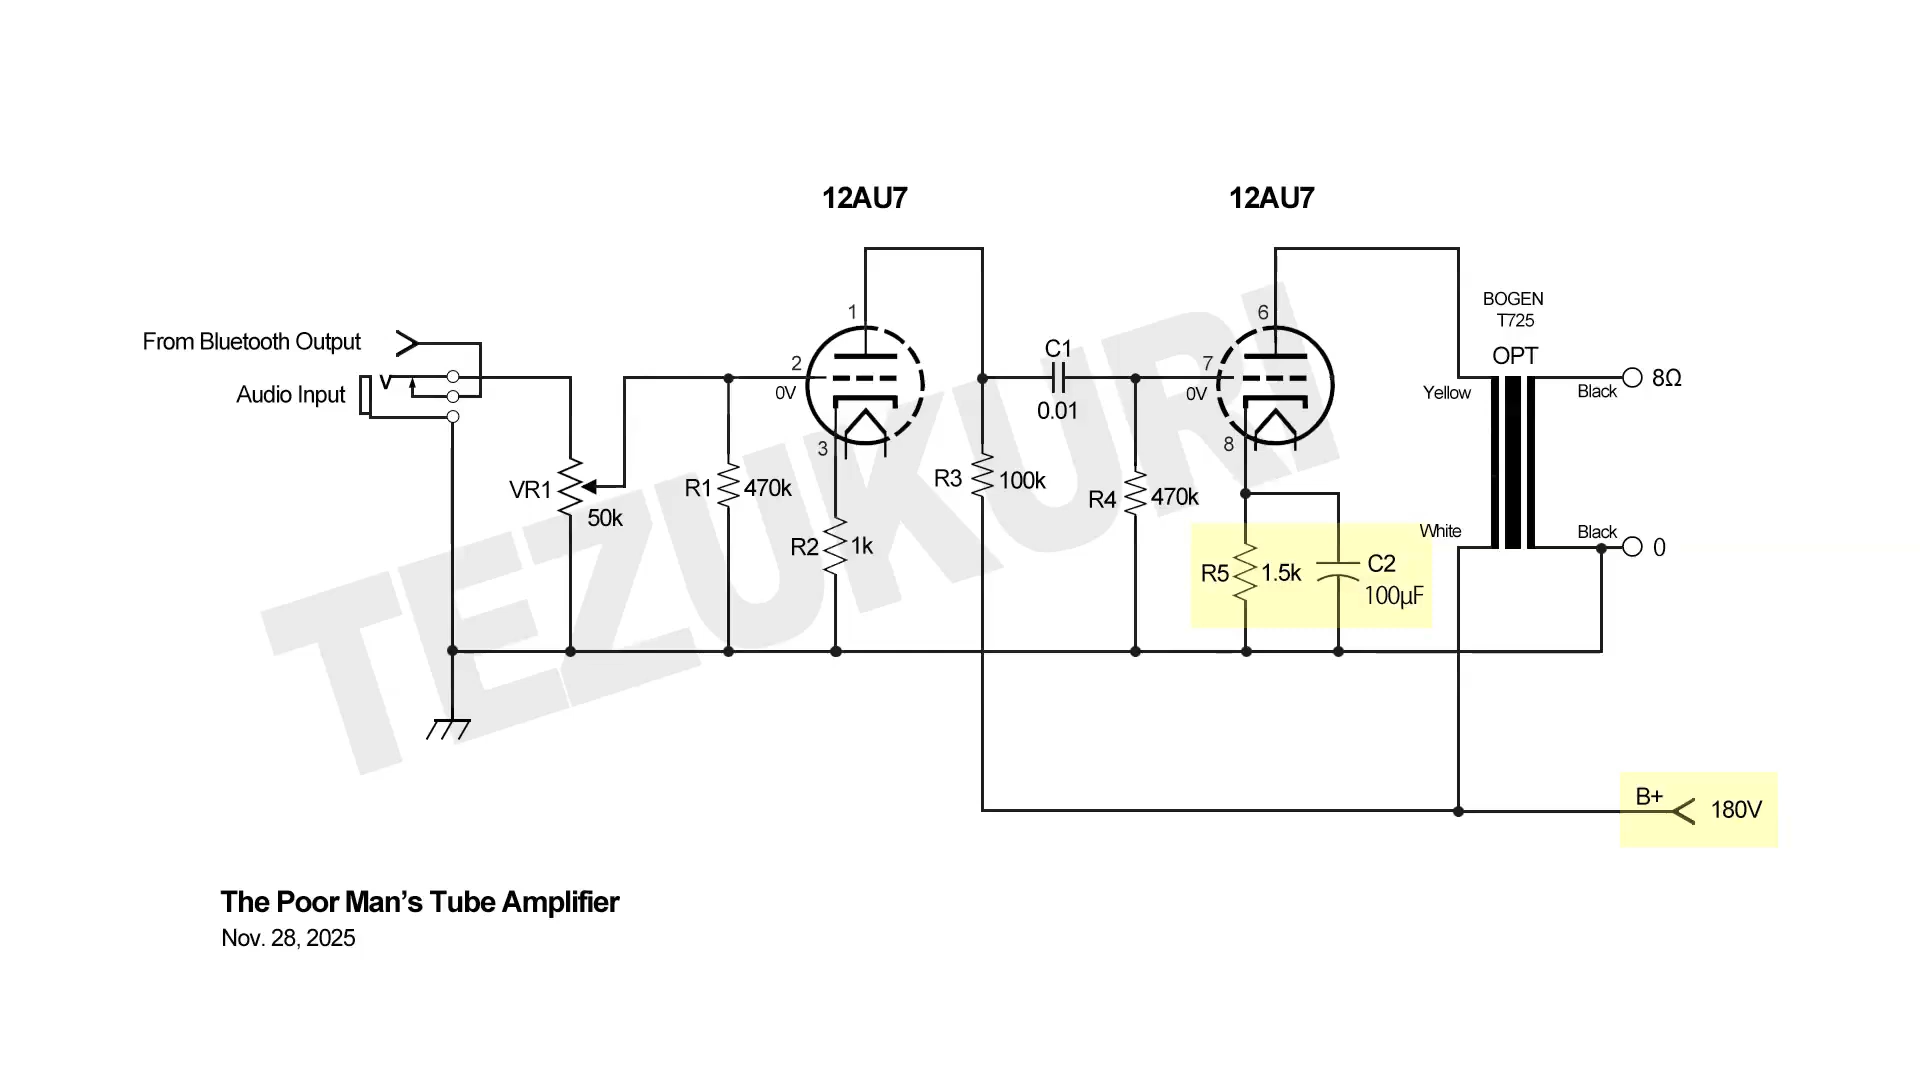 12AU7
12AU7
BOGEN
T725
OPT
From Bluetooth Output
Audio Input
V
VR1
50k
R1
470k
1
2
0V
3
R2
1k
R3
100k
C1
0.01
R4
470k
6
7
0V
8
R5
1.5k
C2
100µF
Yellow
White
Black
8Ω
Black
0
B+
180V
TEZUKURI
The Poor Man’s Tube Amplifier
Nov. 28, 2025